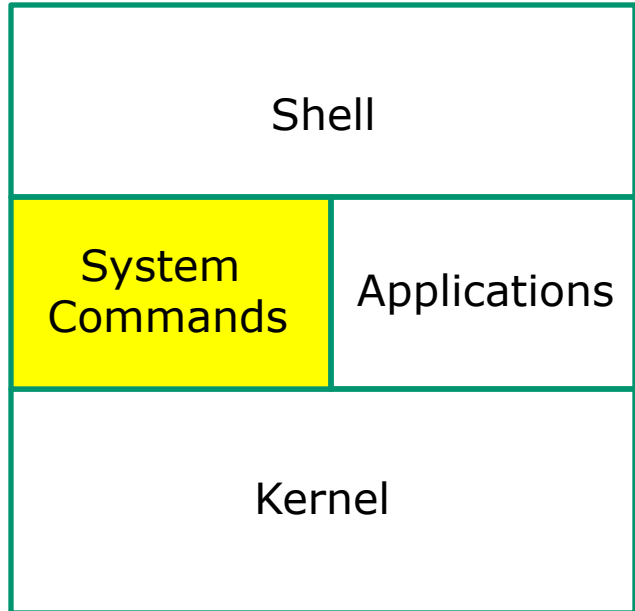 Shell
System
Commands
Applications
Kernel